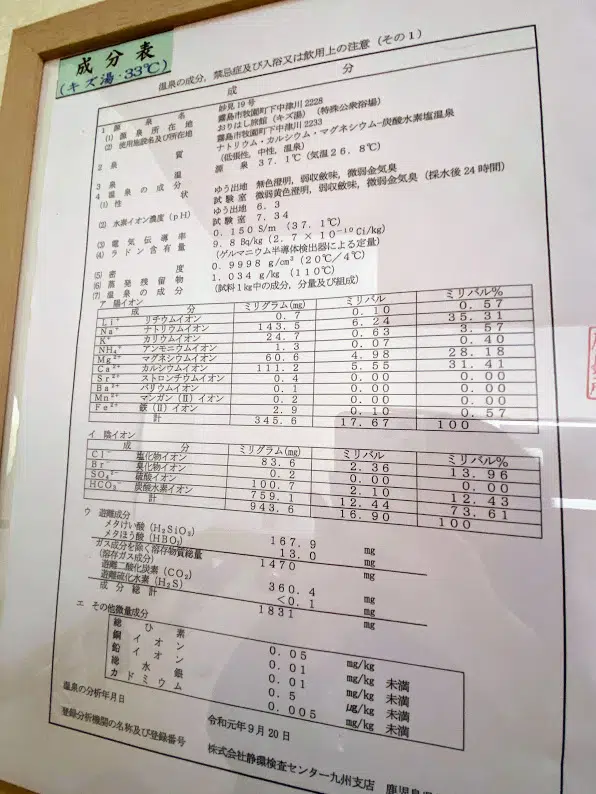 成分表
(キズ湯・33℃)
温泉の成分, 禁忌症及び入浴又は飲用上の注意（その１）
成 分
１ 源 泉 名 妙見19号
(1) 源 泉 所 在 地 霧島市牧園町下中津川2228
(2) 使用施設名及び所在地 おりはし旅館（キズ湯）（特殊公衆浴場）
霧島市牧園町下中津川2233
２ 泉 質 ナトリウム・カルシウム・マグネシウム－炭酸水素塩温泉
（低張性, 中性, 温泉）
３ 泉 温 源 泉 37.1℃（気温26.8℃）
４ 温 泉 の 成 分
(1) 性 状 ゆう出地 無色澄明, 弱収斂味, 微弱金気臭
試 験 室 微弱黄色澄明, 弱収斂味, 微弱金気臭（採水後24時間）
(2) 水素イオン濃度（pH） ゆう出地 6.3
試 験 室 7.34
(3) 電 気 伝 導 率 0.150 S/m（37.1℃）
(4) ラ ド ン 含 有 量 9.8 Bq/kg（2.7×10⁻¹⁰Ci/kg）
（ゲルマニウム半導体検出器による定量）
(5) 密 度 0.9998 g/cm³（20℃/4℃）
(6) 蒸 発 残 留 物 1.034 g/kg（110℃）
(7) 温 泉 の 成 分 （試料1kg中の成分, 分量及び組成）
ア 陽イオン
成 分 ミリグラム(mg) ミリバル ミリバル%
Li⁺ リチウムイオン 0.7 0.10 0.57
Na⁺ ナトリウムイオン 143.5 6.24 35.31
K⁺ カリウムイオン 24.7 0.63 3.57
NH₄⁺ アンモニウムイオン 1.3 0.07 0.40
Mg²⁺ マグネシウムイオン 60.6 4.98 28.18
Ca²⁺ カルシウムイオン 111.2 5.55 31.41
Sr²⁺ ストロンチウムイオン 0.4 0.00 0.00
Ba²⁺ バリウムイオン 0.1 0.00 0.00
Mn²⁺ マンガン（Ⅱ）イオン 0.2 0.00 0.00
Fe²⁺ 鉄（Ⅱ）イオン 2.9 0.10 0.57
計 345.6 17.67 100
イ 陰イオン
成 分 ミリグラム(mg) ミリバル ミリバル%
Cl⁻ 塩化物イオン 83.6 2.36 13.96
Br⁻ 臭化物イオン 0.2 0.00 0.00
SO₄²⁻ 硫酸イオン 100.7 2.10 12.43
HCO₃⁻ 炭酸水素イオン 759.1 12.44 73.61
計 943.6 16.90 100
ウ 遊離成分
メタけい酸（H₂SiO₃） 167.9 mg
メタほう酸（HBO₂） 13.0 mg
ガス成分を除く溶存物質総量 1470 mg
（溶存ガス成分）
遊離二酸化炭素（CO₂） 360.4 mg
遊離硫化水素（H₂S） <0.1 mg
成 分 総 計 1831 mg
エ その他微量成分
総 ひ 素 0.05 mg/kg
銅 イ オ ン 0.01 mg/kg 未満
鉛 イ オ ン 0.01 mg/kg 未満
総 水 銀 0.5 μg/kg 未満
カ ド ミ ウ ム 0.005 mg/kg 未満
温泉の分析年月日 令和元年９月20日
登録分析機関の名称及び登録番号 株式会社静環検査センター九州支店 鹿児島